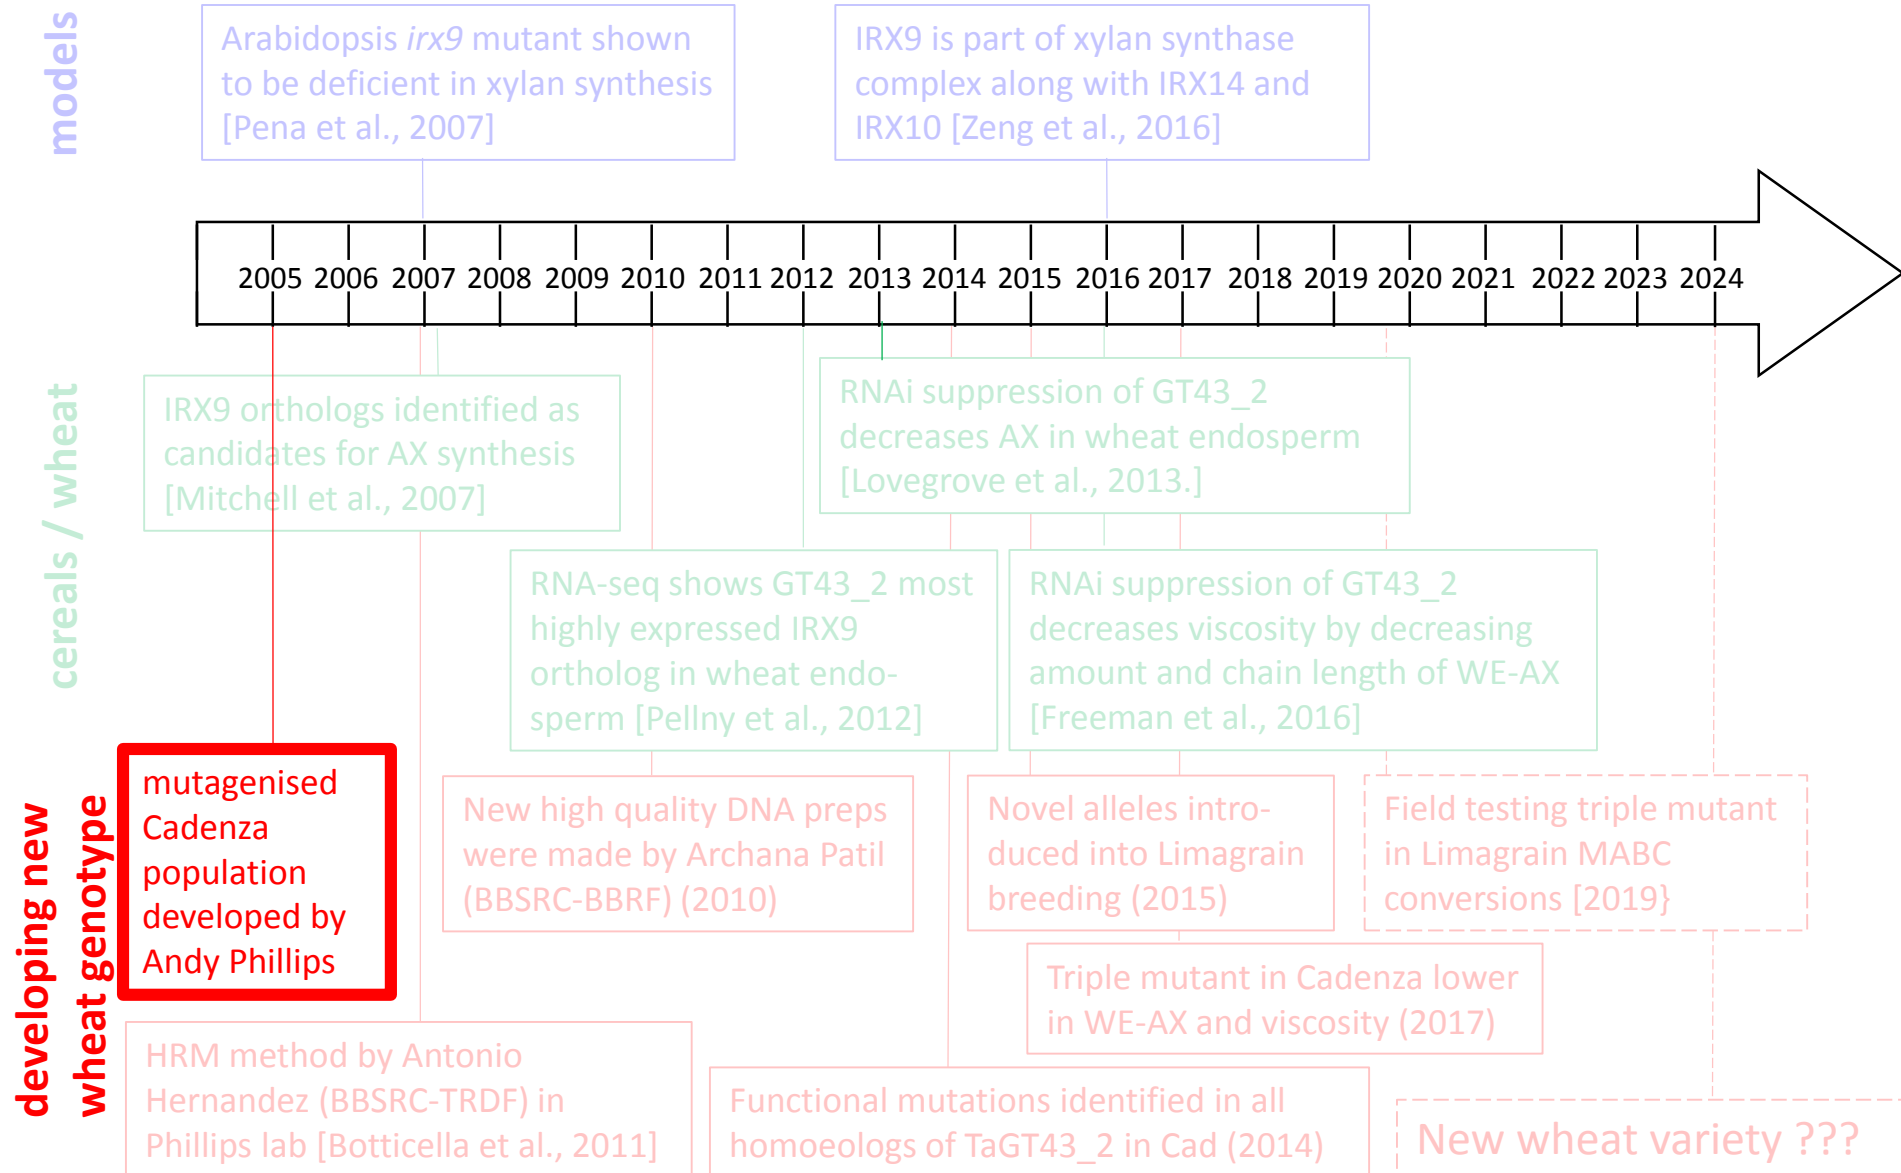 models
Arabidopsis irx9 mutant shown
to be deficient in xylan synthesis
[Pena et al., 2007]
IRX9 is part of xylan synthase
complex along with IRX14 and
IRX10 [Zeng et al., 2016]
2005 2006 2007 2008 2009 2010 2011 2012 2013 2014 2015 2016 2017 2018 2019 2020 2021 2022 2023 2024
cereals / wheat
IRX9 orthologs identified as
candidates for AX synthesis
[Mitchell et al., 2007]
RNAi suppression of GT43_2
decreases AX in wheat endosperm
[Lovegrove et al., 2013.]
RNA-seq shows GT43_2 most
highly expressed IRX9
ortholog in wheat endo-
sperm [Pellny et al., 2012]
RNAi suppression of GT43_2
decreases viscosity by decreasing
amount and chain length of WE-AX
[Freeman et al., 2016]
developing new
wheat genotype
mutagenised
Cadenza
population
developed by
Andy Phillips
New high quality DNA preps
were made by Archana Patil
(BBSRC-BBRF) (2010)
Novel alleles intro-
duced into Limagrain
breeding (2015)
Field testing triple mutant
in Limagrain MABC
conversions [2019}
Triple mutant in Cadenza lower
in WE-AX and viscosity (2017)
HRM method by Antonio
Hernandez (BBSRC-TRDF) in
Phillips lab [Botticella et al., 2011]
Functional mutations identified in all
homoeologs of TaGT43_2 in Cad (2014)
New wheat variety ???